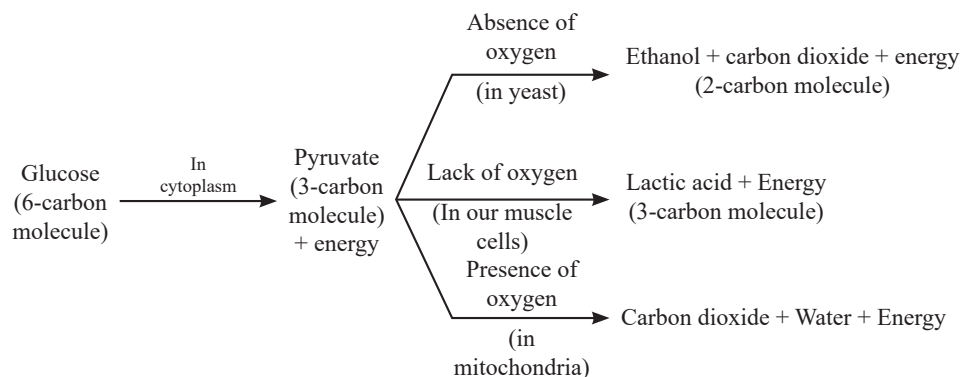 Absence of
oxygen
(in yeast)
Ethanol + carbon dioxide + energy
(2-carbon molecule)
Glucose
(6-carbon
molecule)
In
cytoplasm
Pyruvate
(3-carbon
molecule)
+ energy
Lack of oxygen
(In our muscle
cells)
Lactic acid + Energy
(3-carbon molecule)
Presence of
oxygen
(in
mitochondria)
Carbon dioxide + Water + Energy